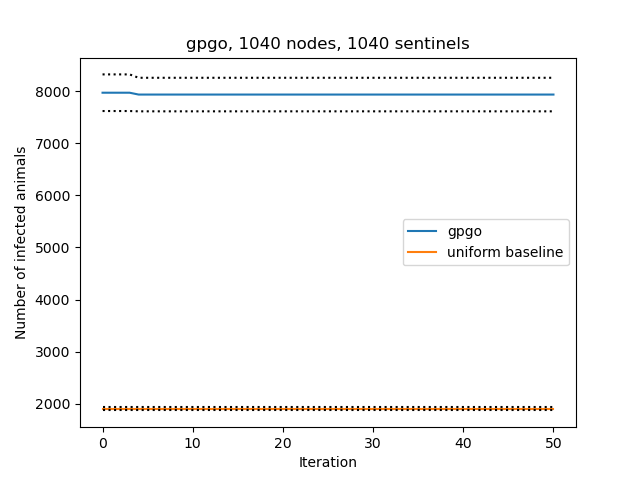 gpgo, 1040 nodes, 1040 sentinels
Number of infected animals
8000
7000
6000
5000
4000
3000
2000
gpgo
uniform baseline
0
10
20
30
40
50
Iteration